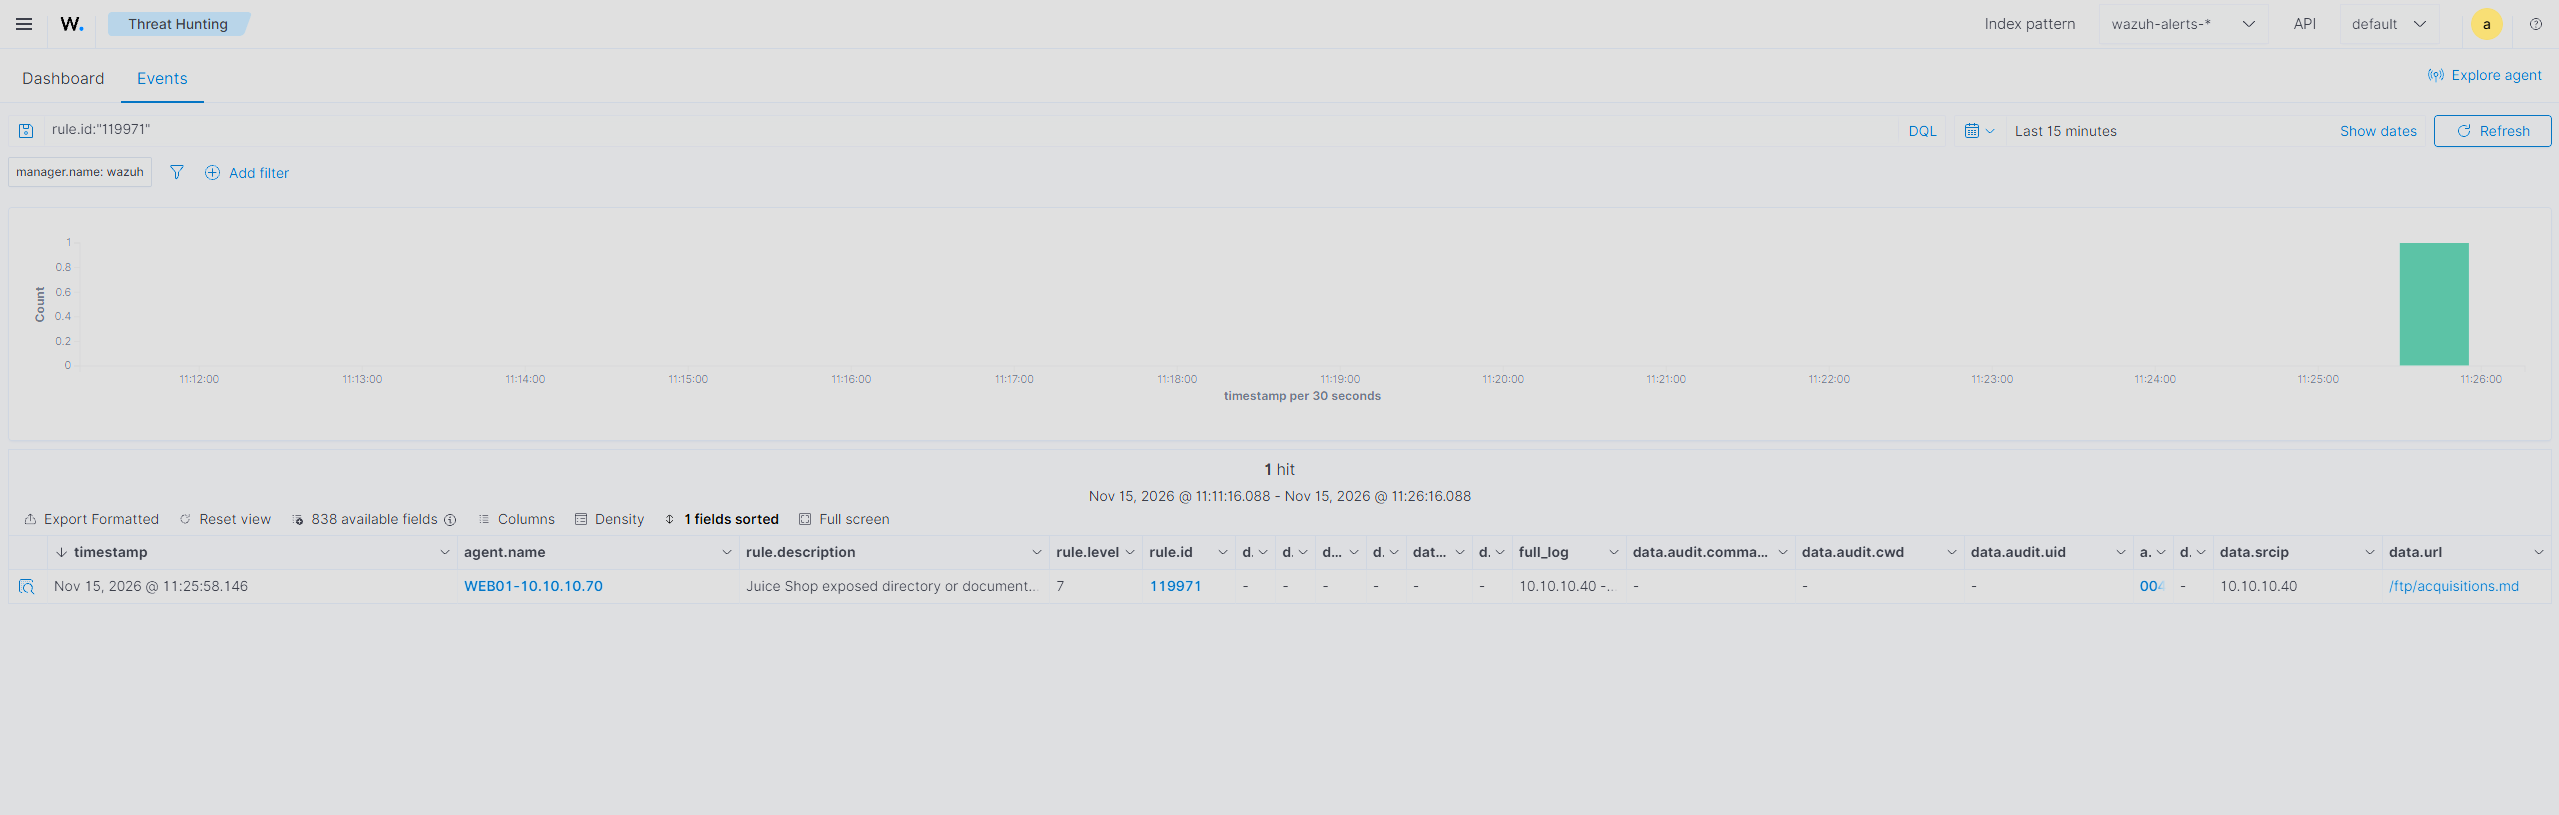 W. Threat Hunting Index pattern wazuh-alerts-* API default a
Dashboard Events Explore agent
rule.id:"119971" DQL Last 15 minutes Show dates Refresh
manager.name: wazuh Add filter
Count
1
0.8
0.6
0.4
0.2
0
11:12:00 11:13:00 11:14:00 11:15:00 11:16:00 11:17:00 11:18:00 11:19:00 11:20:00 11:21:00 11:22:00 11:23:00 11:24:00 11:25:00 11:26:00
timestamp per 30 seconds
1 hit
Nov 15, 2026 @ 11:11:16.088 - Nov 15, 2026 @ 11:26:16.088
Export Formatted Reset view 838 available fields Columns Density 1 fields sorted Full screen
timestamp agent.name rule.description rule.level rule.id d. d. d... d. dat... d. full_log data.audit.comma... data.audit.cwd data.audit.uid a. d. data.srcip data.url
Nov 15, 2026 @ 11:25:58.146 WEB01-10.10.10.70 Juice Shop exposed directory or document... 7 119971 - - - - - - 10.10.10.40 -... - - - 004 - 10.10.10.40 /ftp/acquisitions.md